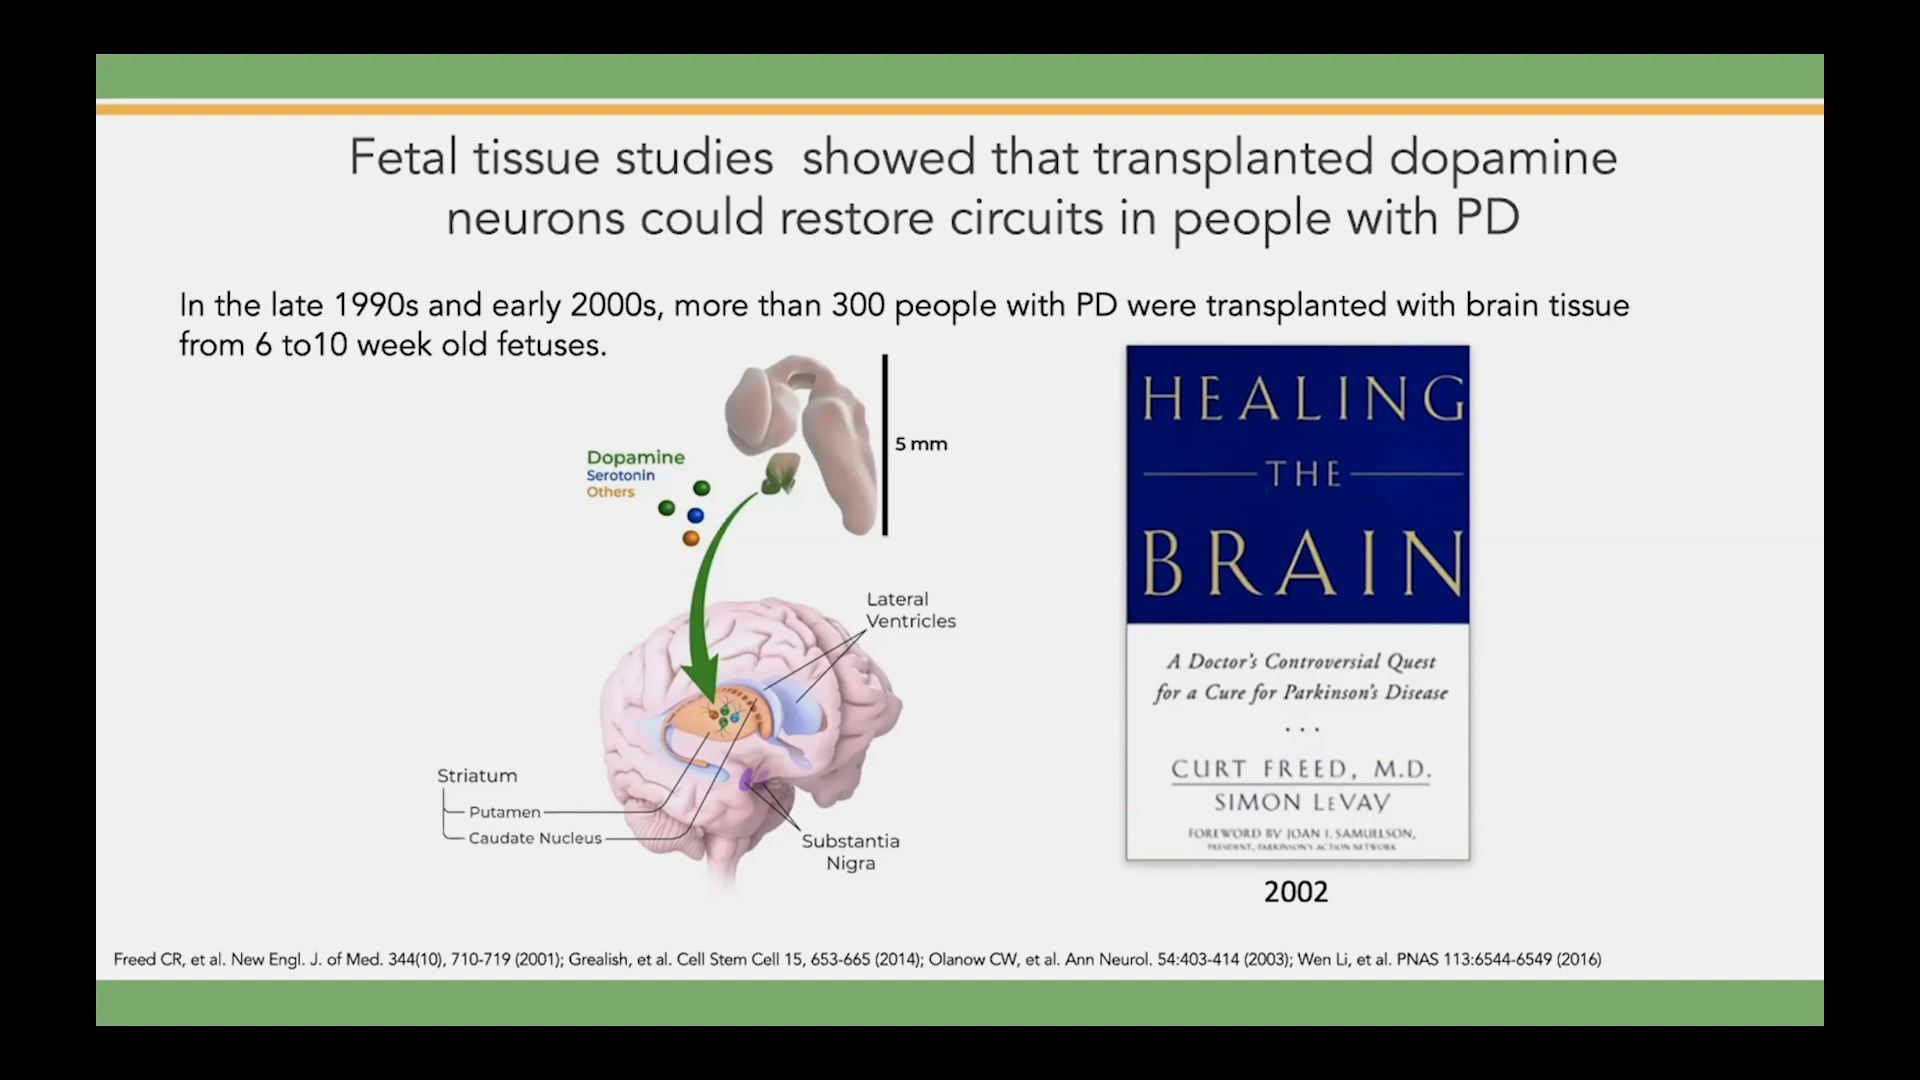 Fetal tissue studies  showed that transplanted dopamine
neurons could restore circuits in people with PD
In the late 1990s and early 2000s, more than 300 people with PD were transplanted with brain tissue
from 6 to10 week old fetuses.
5 mm
Dopamine
Serotonin
Others
Lateral
Ventricles
Striatum
Putamen
Caudate Nucleus
Substantia
Nigra
HEALING
THE
BRAIN
A Doctor's Controversial Quest
for a Cure for Parkinson's Disease
...
CURT FREED, M.D.
SIMON LEVAY
FOREWORD BY JOAN I. SAMUELSON,
PRESIDENT, PARKINSON'S ACTION NETWORK
2002
Freed CR, et al. New Engl. J. of Med. 344(10), 710-719 (2001); Grealish, et al. Cell Stem Cell 15, 653-665 (2014); Olanow CW, et al. Ann Neurol. 54:403-414 (2003); Wen Li, et al. PNAS 113:6544-6549 (2016)